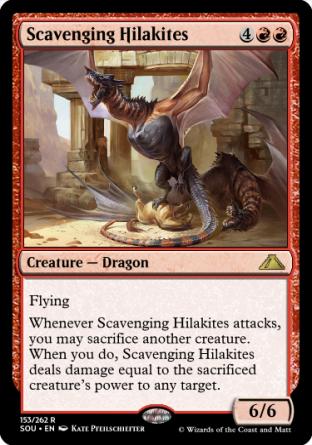 Scavenging Hilakites 4
Creature — Dragon
Flying
Whenever Scavenging Hilakites attacks,
you may sacrifice another creature.
When you do, Scavenging Hilakites
deals damage equal to the sacrificed
creature's power to any target.
6/6
153/262 R
SOU • EN Kate Pfeilschiefter
© Wizards of the Coast and Matt